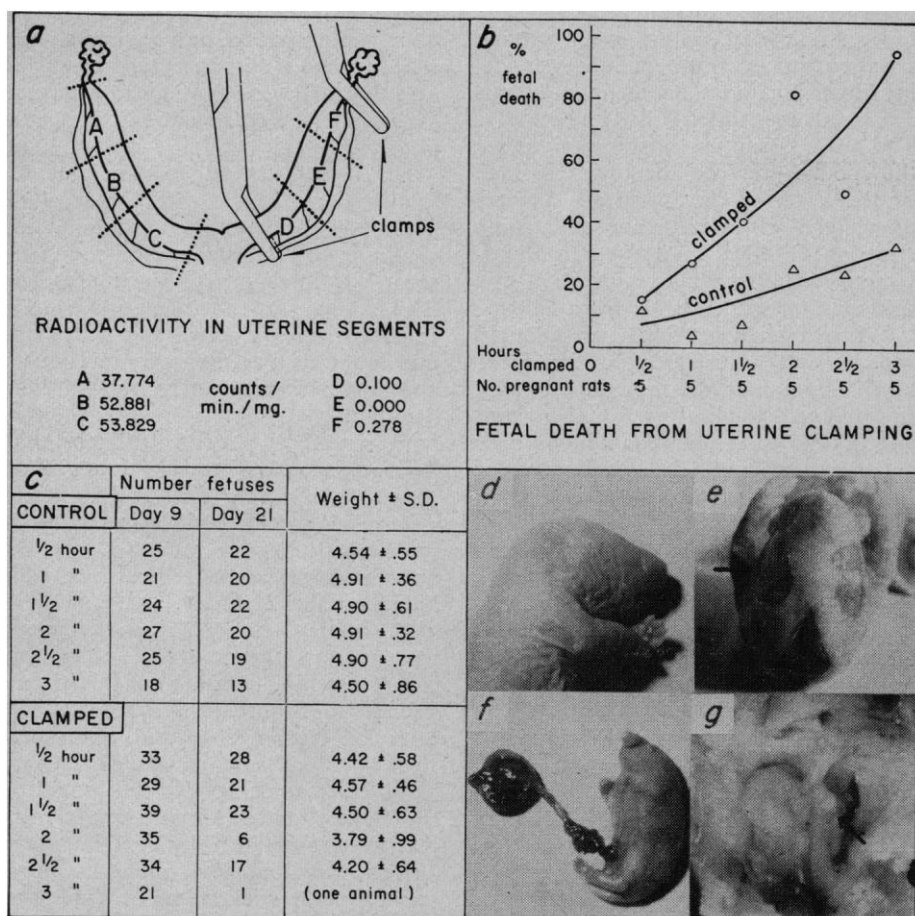 a
A
B
C
D
E
F
clamps
RADIOACTIVITY IN UTERINE SEGMENTS
A 37.774 counts/ D 0.100
B 52.881 min./mg. E 0.000
C 53.829 F 0.278
b
%
fetal
death
100
80
60
40
20
0
clamped
control
Hours
clamped 0 1/2 1 1 1/2 2 2 1/2 3
No. pregnant rats 5 5 5 5 5 5
FETAL DEATH FROM UTERINE CLAMPING
c Number fetuses Weight ± S.D.
CONTROL Day 9 Day 21
1/2 hour 25 22 4.54 ± .55
1 " 21 20 4.91 ± .36
1 1/2 " 24 22 4.90 ± .61
2 " 27 20 4.91 ± .32
2 1/2 " 25 19 4.90 ± .77
3 " 18 13 4.50 ± .86
CLAMPED
1/2 hour 33 28 4.42 ± .58
1 " 29 21 4.57 ± .46
1 1/2 " 39 23 4.50 ± .63
2 " 35 6 3.79 ± .99
2 1/2 " 34 17 4.20 ± .64
3 " 21 1 (one animal)
d
e
f
g